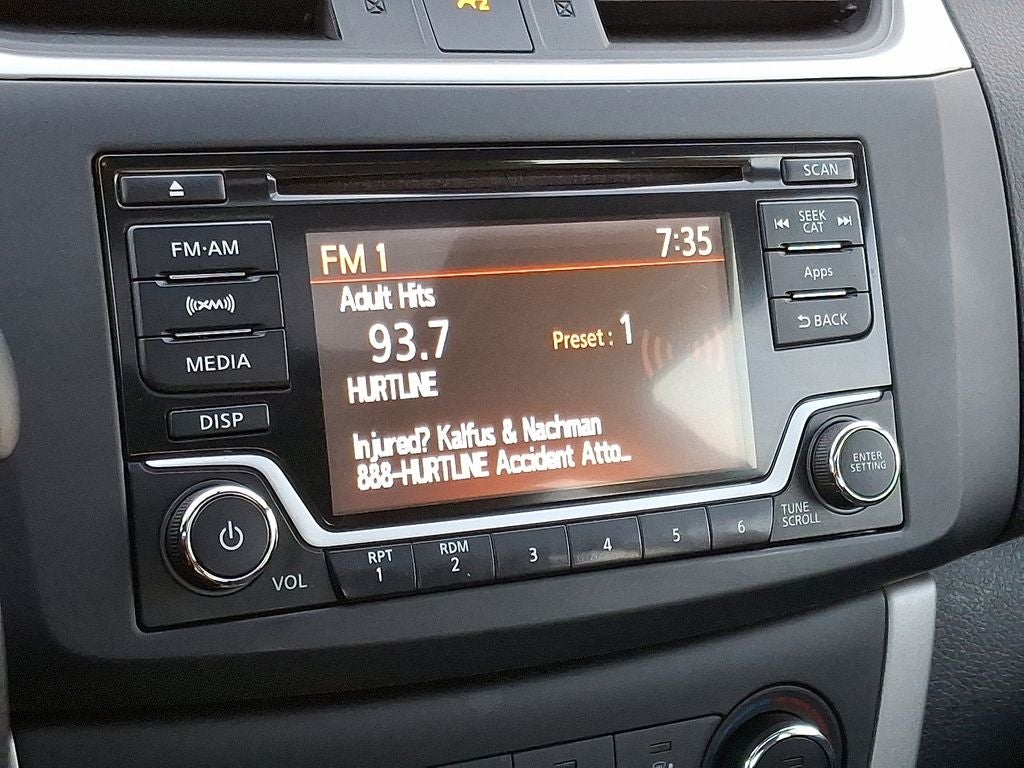 2
SCAN
FM·AM
SEEK
CAT
XM
Apps
MEDIA
BACK
DISP
FM 1
7:35
Adult Hits
93.7
Preset : 1
HURTLINE
Injured? Kalfus & Nachman
888-HURTLINE Accident Atto...
ENTER
SETTING
TUNE
SCROLL
VOL
RPT
1
RDM
2
3
4
5
6